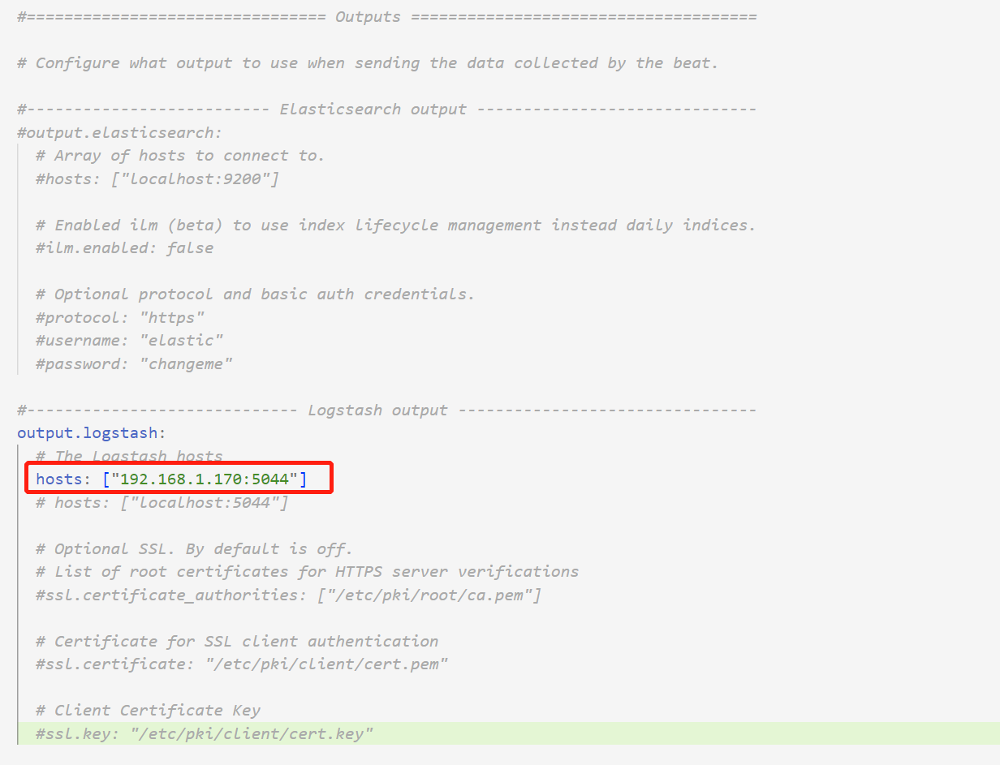 #================================ Outputs =====================================
# Configure what output to use when sending the data collected by the beat.
#-------------------------- Elasticsearch output ------------------------------
#output.elasticsearch:
# Array of hosts to connect to.
#hosts: ["localhost:9200"]
# Enabled ilm (beta) to use index lifecycle management instead daily indices.
#ilm.enabled: false
# Optional protocol and basic auth credentials.
#protocol: "https"
#username: "elastic"
#password: "changeme"
#----------------------------- Logstash output --------------------------------
output.logstash:
# The Logstash hosts
hosts: ["192.168.1.170:5044"]
# hosts: ["localhost:5044"]
# Optional SSL. By default is off.
# List of root certificates for HTTPS server verifications
#ssl.certificate_authorities: ["/etc/pki/root/ca.pem"]
# Certificate for SSL client authentication
#ssl.certificate: "/etc/pki/client/cert.pem"
# Client Certificate Key
#ssl.key: "/etc/pki/client/cert.key"